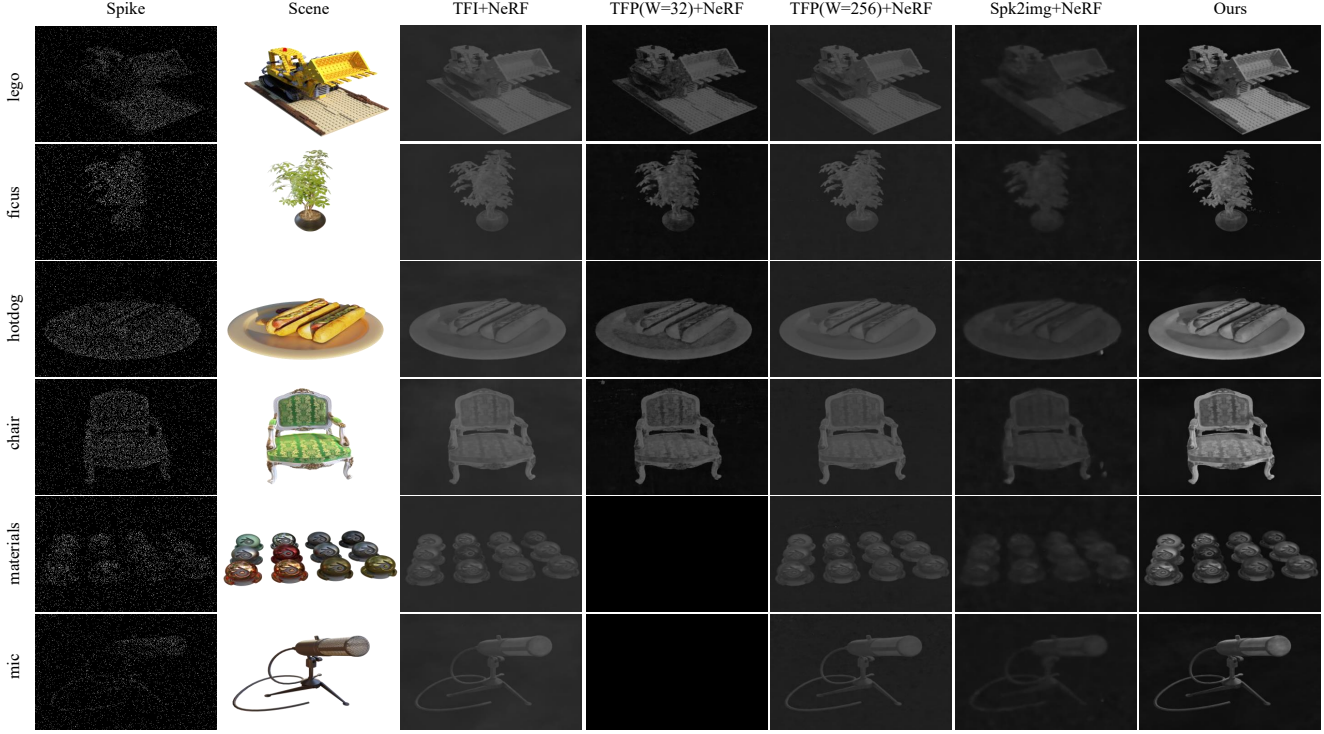 Spike Scene TFI+NeRF TFP(W=32)+NeRF TFP(W=256)+NeRF Spk2img+NeRF Ours
lego
ficus
hotdog
chair
materials
mic